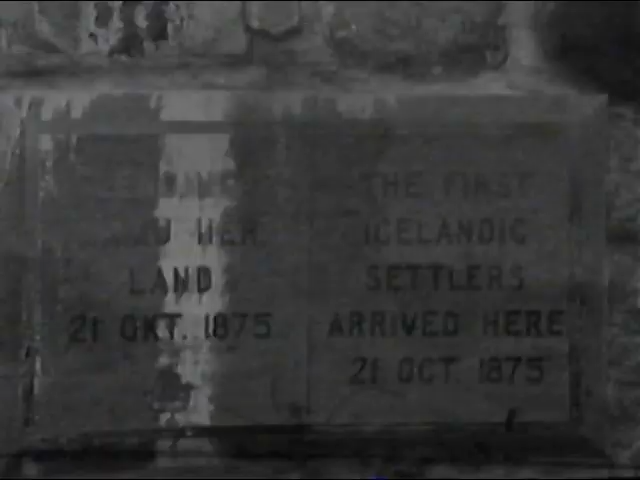 LAND
21 OKT. 1875
THE FIRST
ICELANDIC
SETTLERS
ARRIVED HERE
21 OCT. 1875